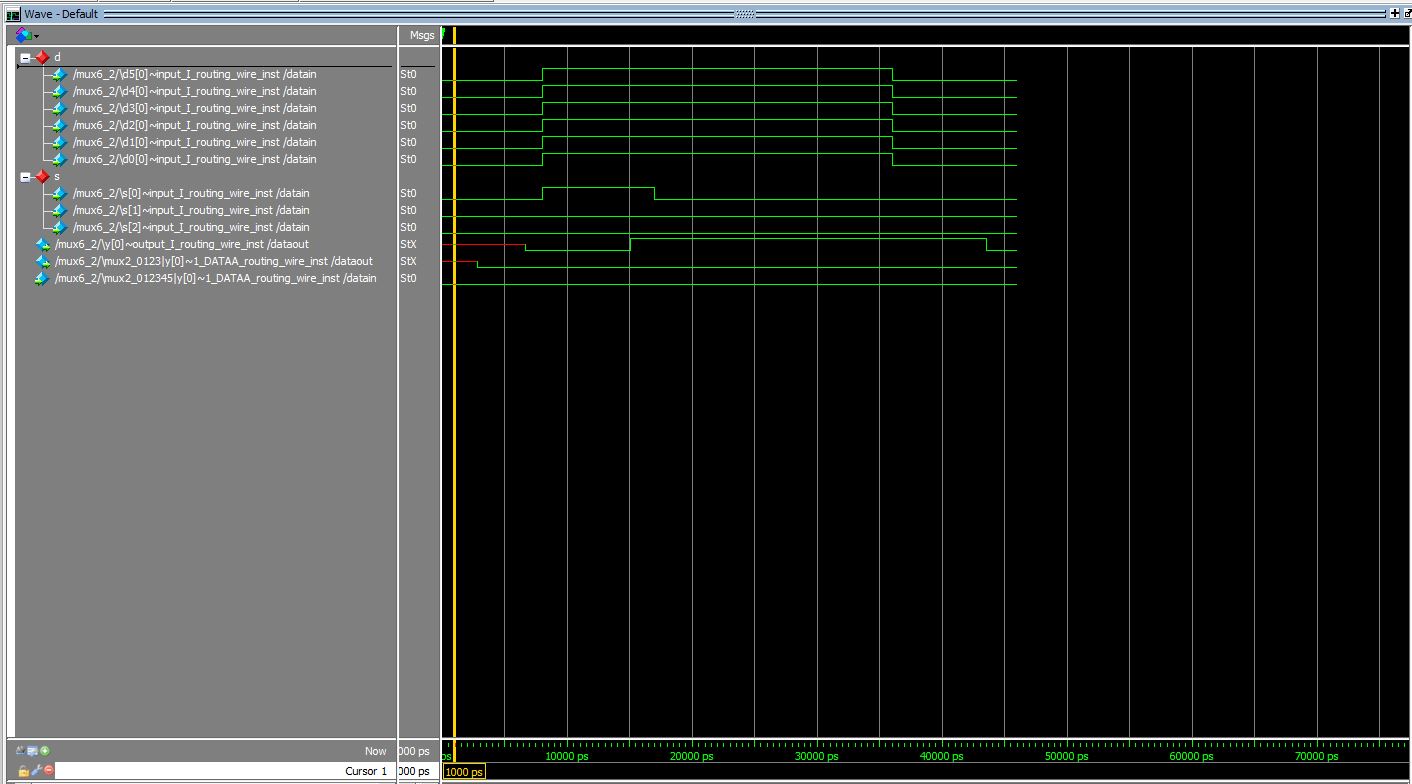 Wave - Default
Msgs
d
/mux6_2/\d5[0]~input_I_routing_wire_inst /datain St0
/mux6_2/\d4[0]~input_I_routing_wire_inst /datain St0
/mux6_2/\d3[0]~input_I_routing_wire_inst /datain St0
/mux6_2/\d2[0]~input_I_routing_wire_inst /datain St0
/mux6_2/\d1[0]~input_I_routing_wire_inst /datain St0
/mux6_2/\d0[0]~input_I_routing_wire_inst /datain St0
s
/mux6_2/\s[0]~input_I_routing_wire_inst /datain St0
/mux6_2/\s[1]~input_I_routing_wire_inst /datain St0
/mux6_2/\s[2]~input_I_routing_wire_inst /datain St0
/mux6_2/\y[0]~output_I_routing_wire_inst /dataout StX
/mux6_2/\mux2_0123|y[0]~1_DATAA_routing_wire_inst /dataout StX
/mux6_2/\mux2_012345|y[0]~1_DATAA_routing_wire_inst /datain St0
Now 000 ps ps 10000 ps 20000 ps 30000 ps 40000 ps 50000 ps 60000 ps 70000 ps
Cursor 1 000 ps 1000 ps